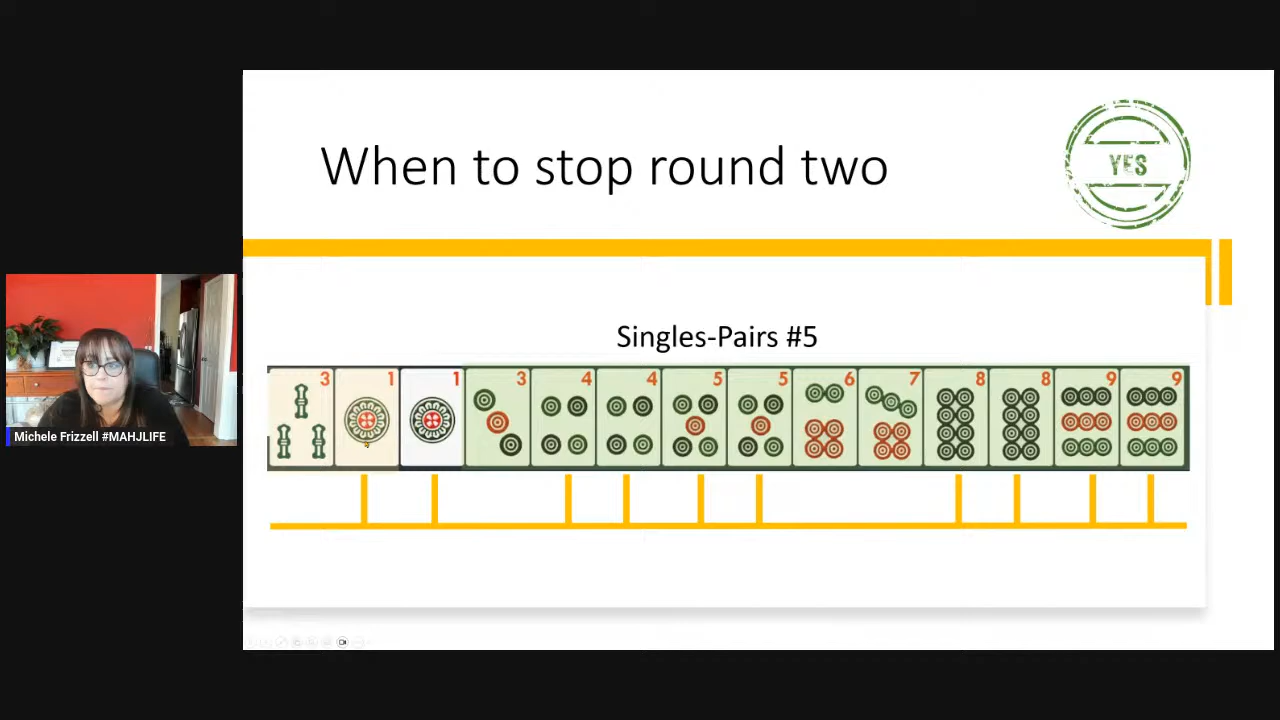 When to stop round two
YES
Singles-Pairs #5
3 1 1 3 4 4 5 5 6 7 8 8 9 9
Michele Frizzell #MAHJLIFE